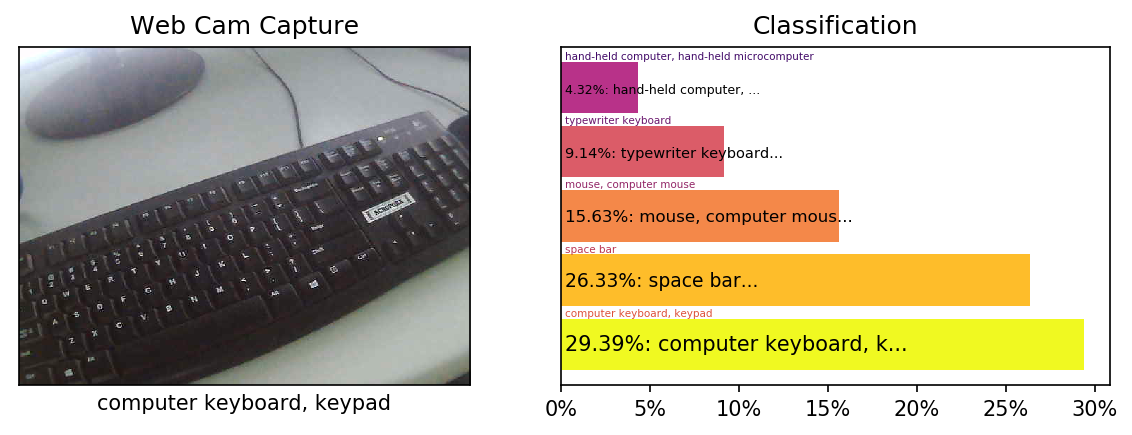 Web Cam Capture
computer keyboard, keypad
Classification
hand-held computer, hand-held microcomputer
4.32%: hand-held computer, ...
typewriter keyboard
9.14%: typewriter keyboard...
mouse, computer mouse
15.63%: mouse, computer mous...
space bar
26.33%: space bar...
computer keyboard, keypad
29.39%: computer keyboard, k...
0% 5% 10% 15% 20% 25% 30%